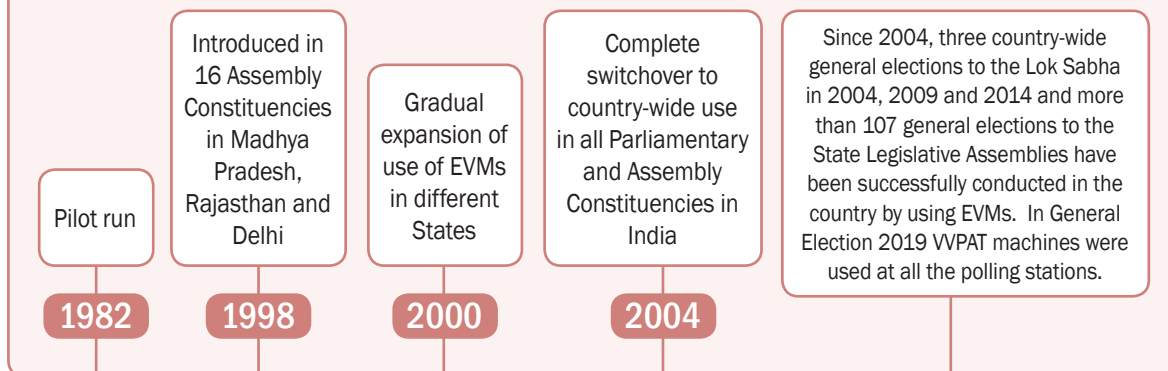 Pilot run
1982
Introduced in
16 Assembly
Constituencies
in Madhya
Pradesh,
Rajasthan and
Delhi
1998
Gradual
expansion of
use of EVMs
in different
States
2000
Complete
switchover to
country-wide use
in all Parliamentary
and Assembly
Constituencies in
India
2004
Since 2004, three country-wide
general elections to the Lok Sabha
in 2004, 2009 and 2014 and more
than 107 general elections to the
State Legislative Assemblies have
been successfully conducted in the
country by using EVMs. In General
Election 2019 VVPAT machines were
used at all the polling stations.